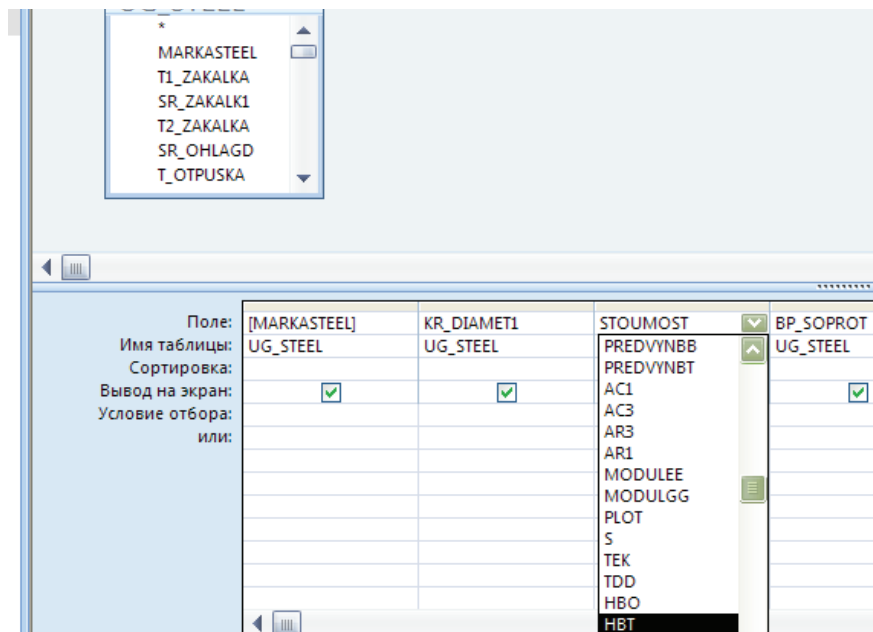 *
MARKASTEEL
T1_ZAKALKA
SR_ZAKALK1
T2_ZAKALKA
SR_OHLAGD
T_OTPUSKA
Поле: [MARKASTEEL] KR_DIAMET1 STOUMOST BP_SOPROT
Имя таблицы: UG_STEEL UG_STEEL PREDVYNBB UG_STEEL
Сортировка: PREDVYNBT
Вывод на экран: AC1
Условие отбора: AC3
или: AR3
AR1
MODULEE
MODULGG
PLOT
S
TEK
TDD
HBO
HBT